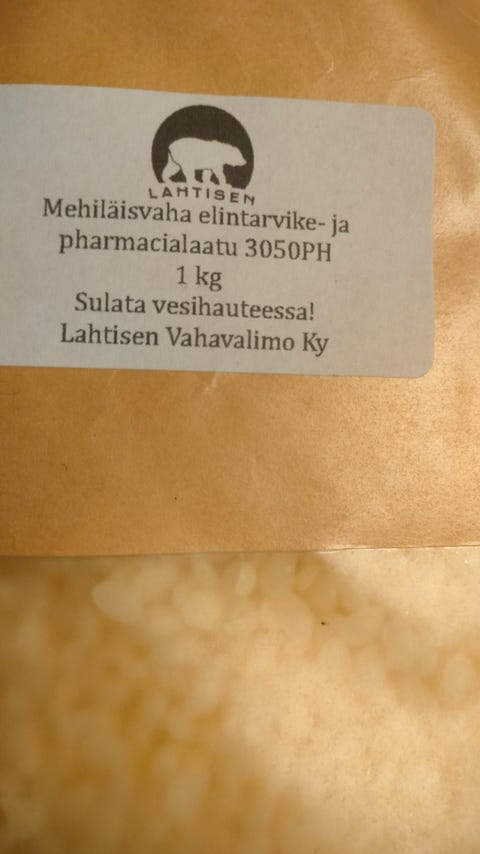 LAHTISEN
Mehiläisvaha elintarvike- ja
pharmacialaatu 3050PH
1 kg
Sulata vesihauteessa!
Lahtisen Vahavalimo Ky